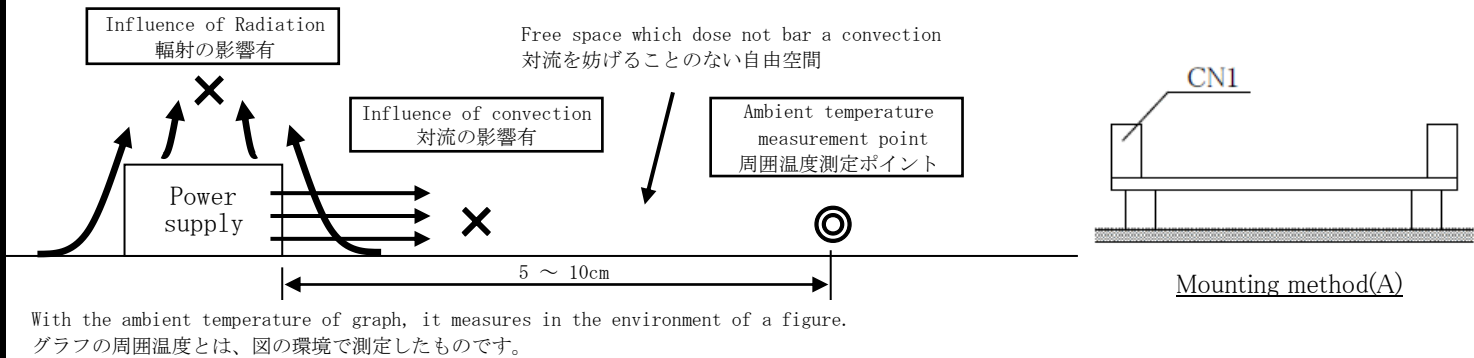 Influence of Radiation
輻射の影響有
Free space which dose not bar a convection
対流を妨げることのない自由空間
Influence of convection
対流の影響有
Ambient temperature
measurement point
周囲温度測定ポイント
Power
supply
5 ～ 10cm
With the ambient temperature of graph, it measures in the environment of a figure.
グラフの周囲温度とは、図の環境で測定したものです。
CN1
Mounting method(A)